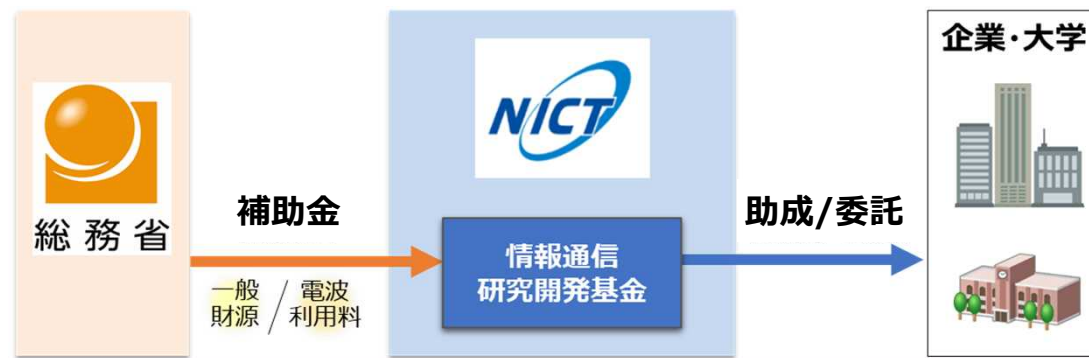 総務省
補助金
一般
財源
/
電波
利用料
NICT
情報通信
研究開発基金
助成/委託
企業・大学